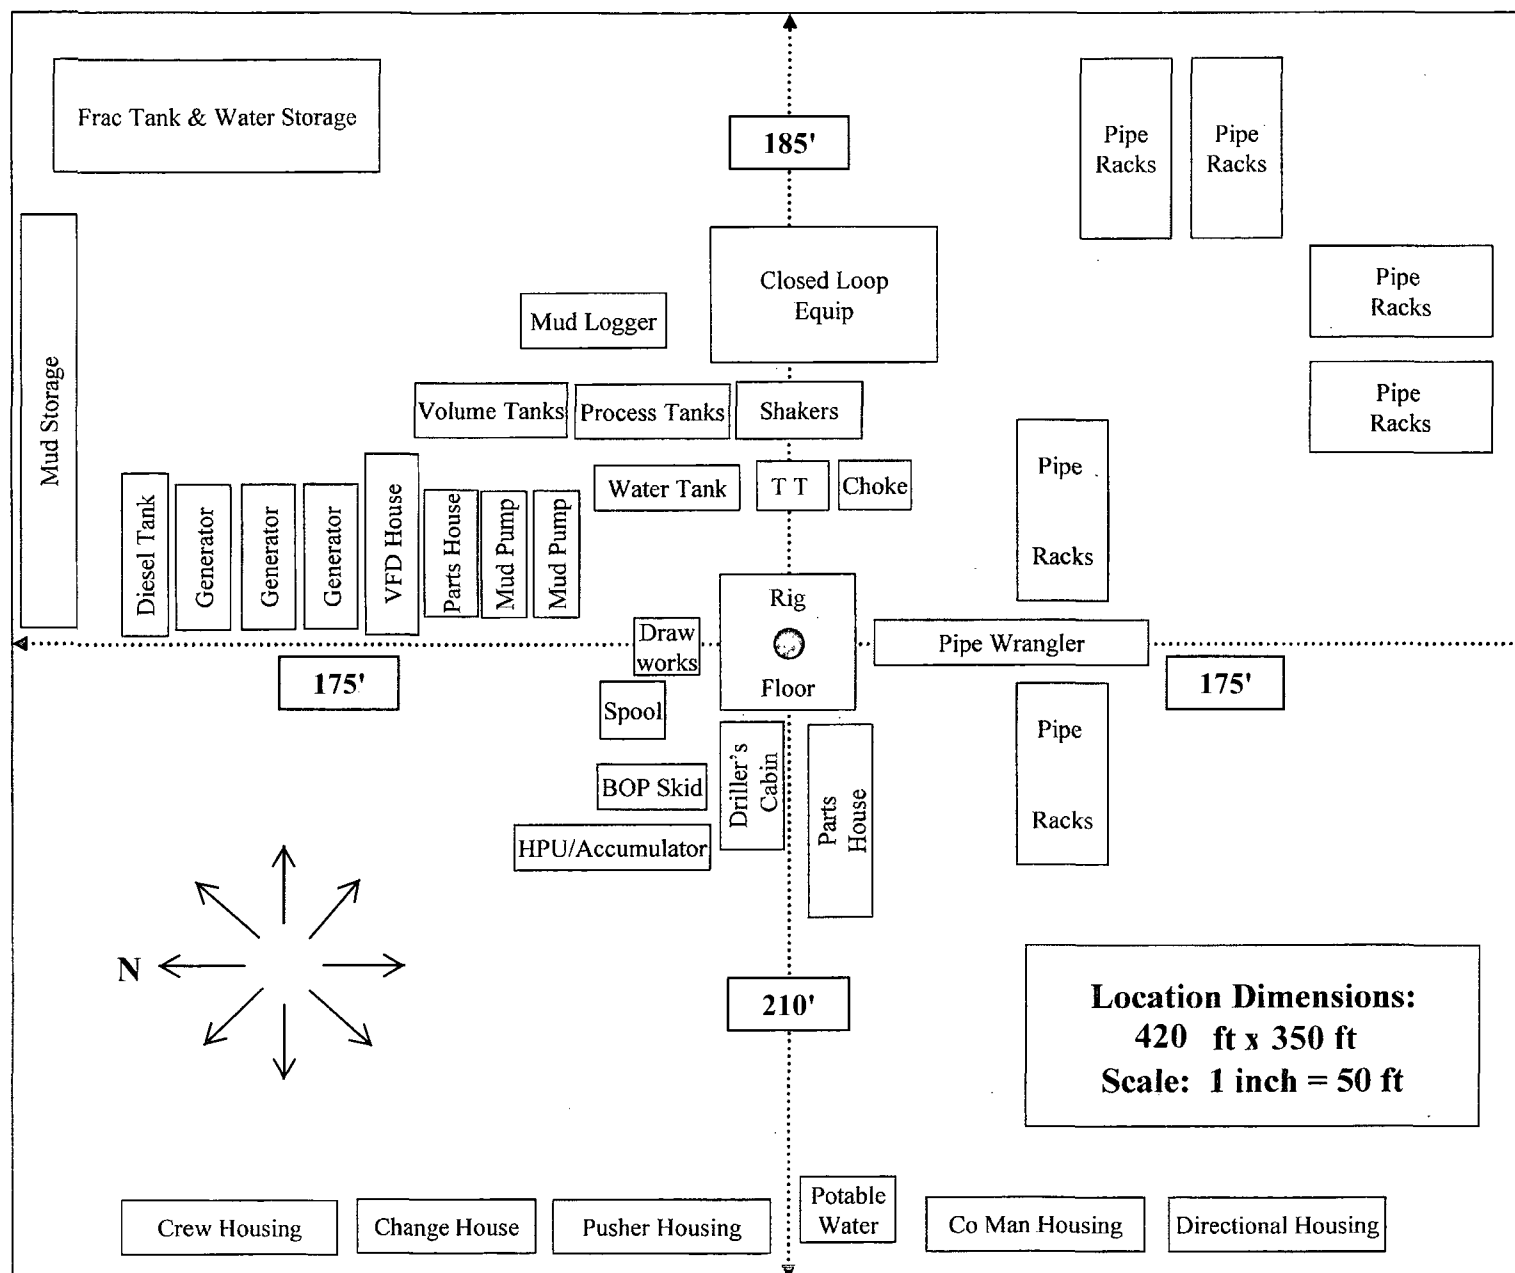 Frac Tank & Water Storage
185'
Pipe
Racks
Pipe
Racks
Closed Loop
Equip
Pipe
Racks
Mud Logger
Mud Storage
Volume Tanks
Process Tanks
Shakers
Pipe
Racks
Diesel Tank
Generator
Generator
Generator
VFD House
Parts House
Mud Pump
Mud Pump
Water Tank
T T
Choke
Pipe
Racks
Rig
Floor
Draw
works
Pipe Wrangler
175'
175'
Spool
Pipe
Racks
BOP Skid
Driller's
Cabin
Parts
House
HPU/Accumulator
N
210'
Location Dimensions:
420 ft x 350 ft
Scale: 1 inch = 50 ft
Crew Housing
Change House
Pusher Housing
Potable
Water
Co Man Housing
Directional Housing